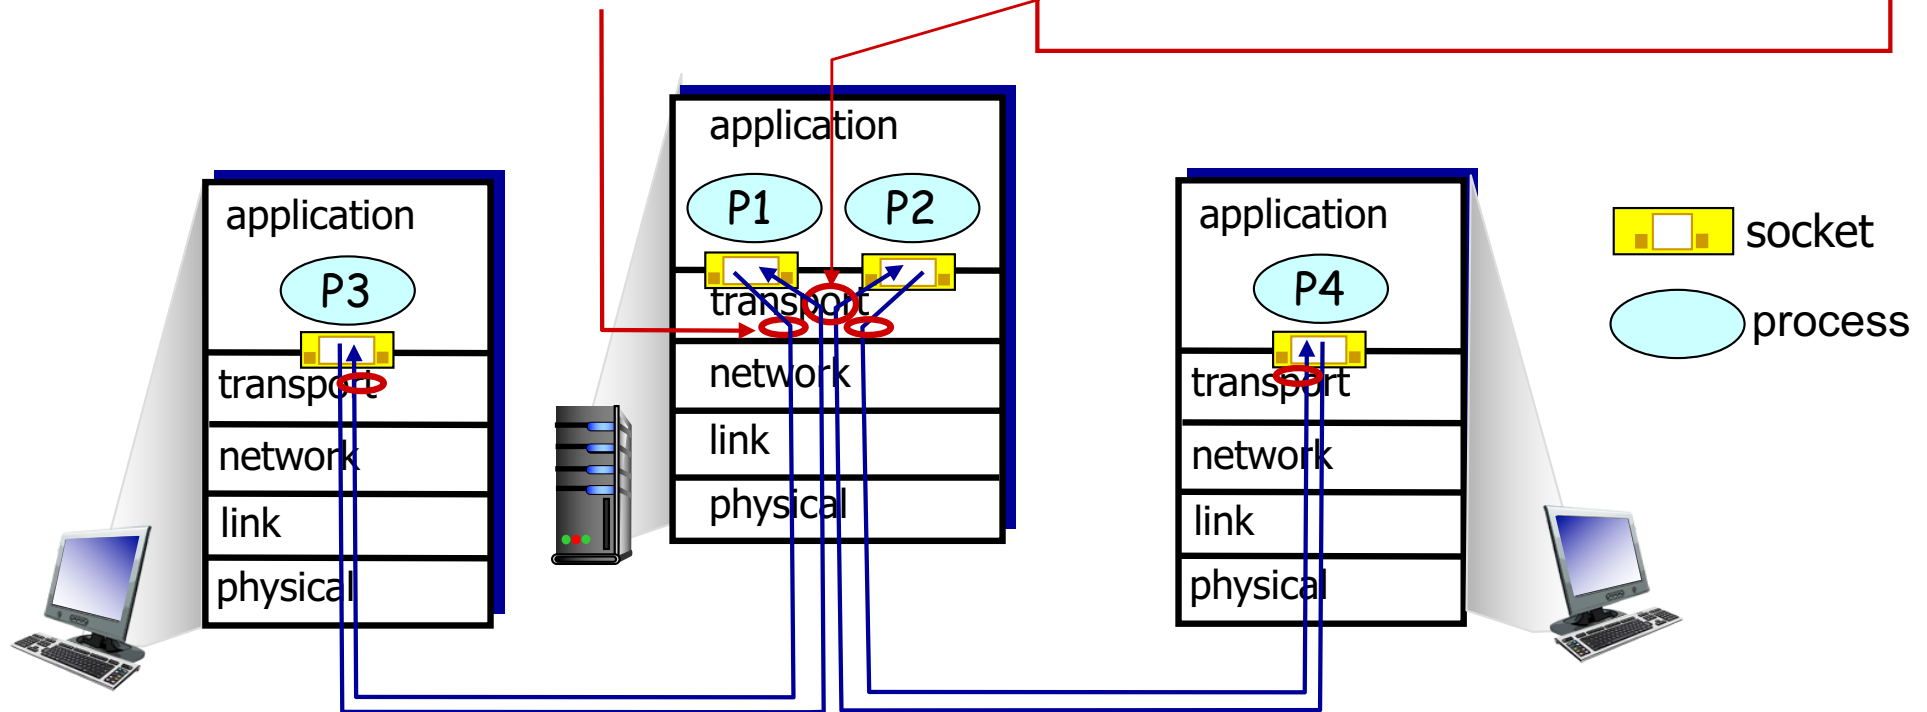 application
P3
transport
network
link
physical
application
P1
P2
transport
network
link
physical
application
P4
transport
network
link
physical
socket
process